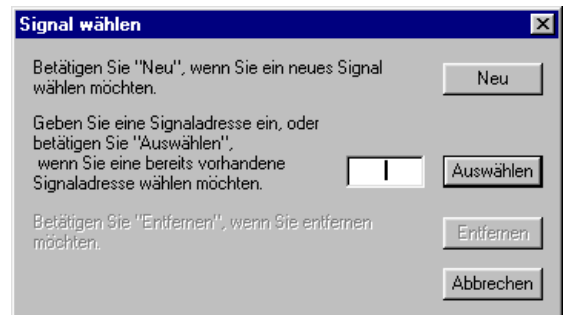 Signal wählen
Betätigen Sie "Neu", wenn Sie ein neues Signal
wählen möchten.
Neu
Geben Sie eine Signaladresse ein, oder
betätigen Sie "Auswählen",
wenn Sie eine bereits vorhandene
Signaladresse wählen möchten.
Auswählen
Betätigen Sie "Entfernen", wenn Sie entfernen
möchten.
Entfernen
Abbrechen